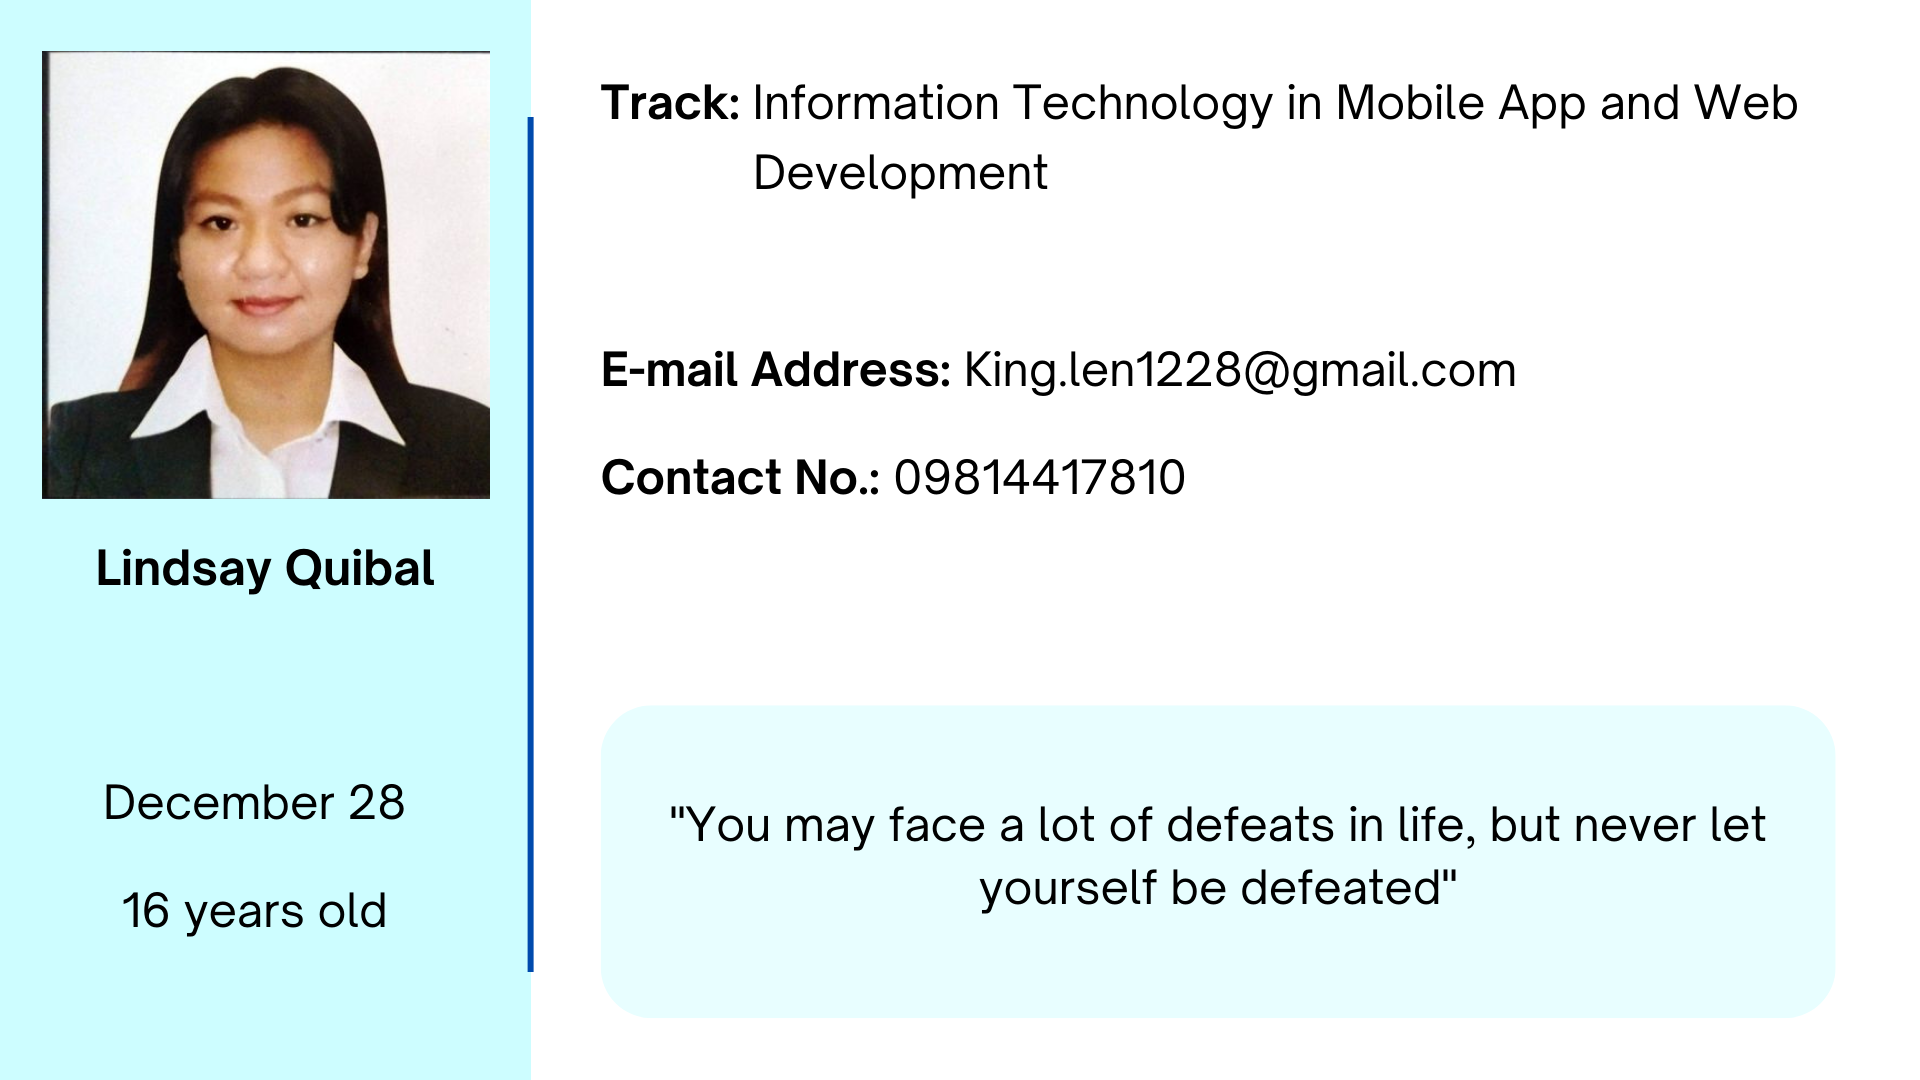 Lindsay Quibal
December 28
16 years old
Track: Information Technology in Mobile App and Web
Development
E-mail Address: King.len1228@gmail.com
Contact No.: 09814417810
"You may face a lot of defeats in life, but never let
yourself be defeated"